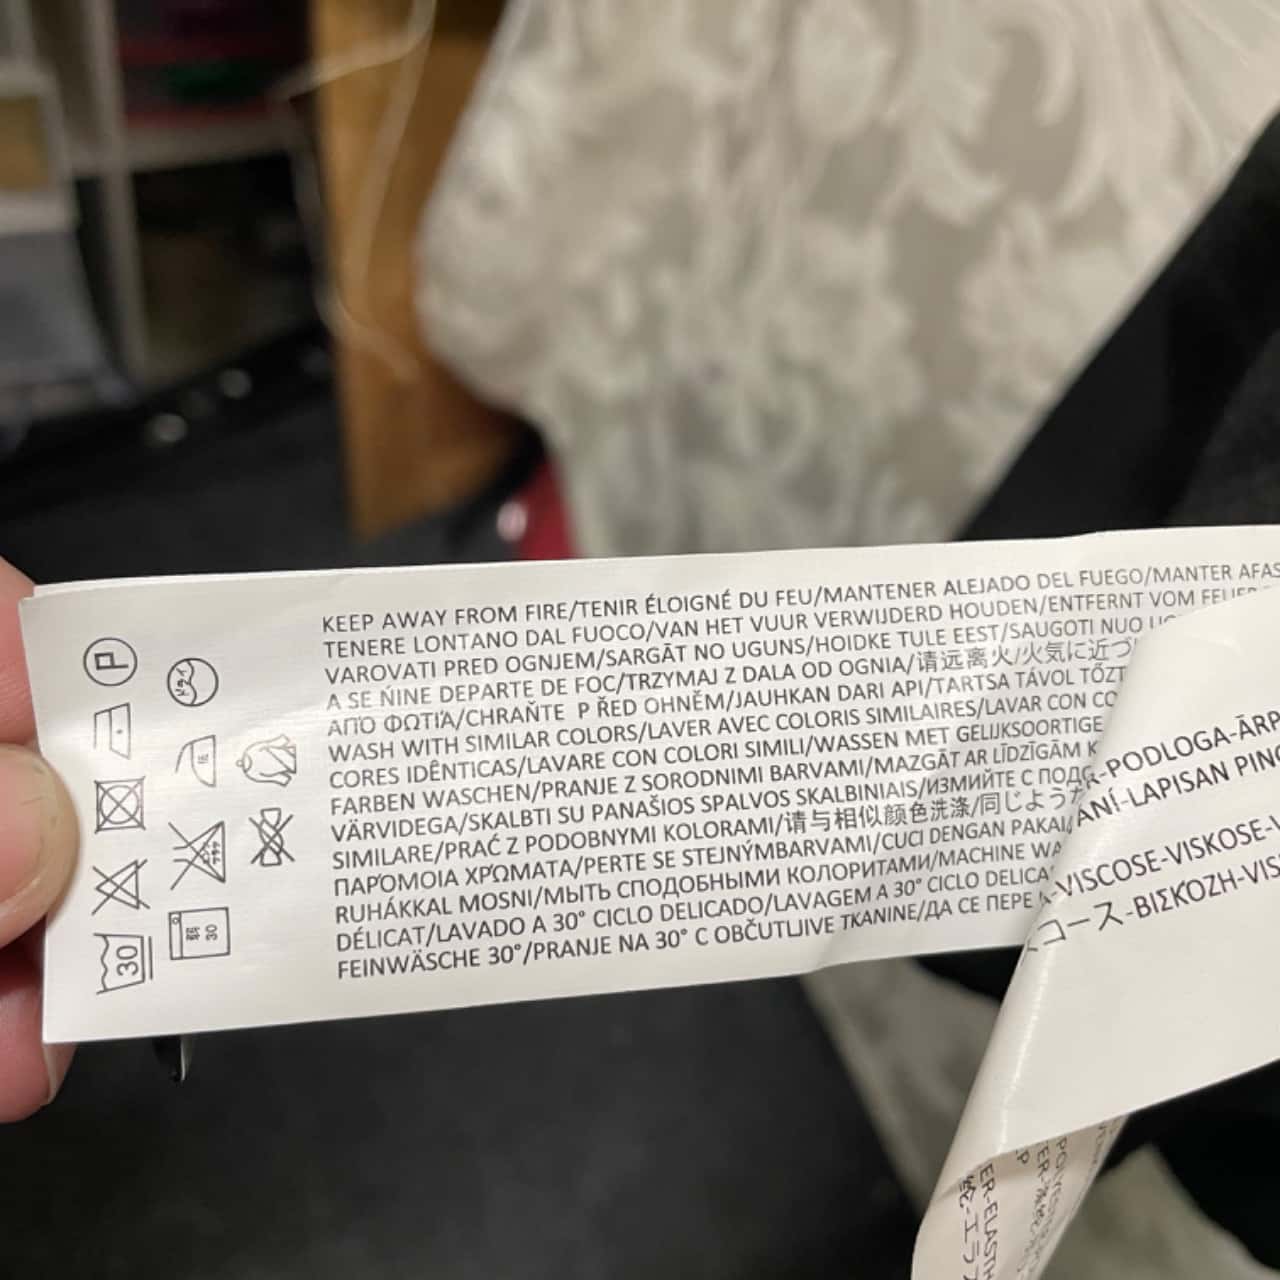 KEEP AWAY FROM FIRE/TENIR ÉLOIGNÉ DU FEU/MANTENER ALEJADO DEL FUEGO/MANTER AFAS
TENERE LONTANO DAL FUOCO/VAN HET VUUR VERWIJDERD HOUDEN/ENTFERNT VOM FEUER
VAROVATI PRED OGNJEM/SARGĀT NO UGUNS/HOIDKE TULE EEST/SAUGOTI NUO
A SE ŃINE DEPARTE DE FOC/TRZYMAJ Z DALA OD OGNIA/请远离火/火気に近づ
ΑΠΌ ΦΩΤΙΆ/CHRAŇTE P ŘED OHNĚM/JAUHKAN DARI API/TARTSA TÁVOL TŐZT
WASH WITH SIMILAR COLORS/LAVER AVEC COLORIS SIMILAIRES/LAVAR CON CO
CORES IDÊNTICAS/LAVARE CON COLORI SIMILI/WASSEN MET GELIJKSOORTIGE
FARBEN WASCHEN/PRANJE Z SORODNIMI BARVAMI/MAZGĀT AR LĪDZĪGĀM K
VÄRVIDEGA/SKALBTI SU PANAŠIOS SPALVOS SKALBINIAIS/ИЗМИЙТЕ С ПОДО
SIMILARE/PRAĆ Z PODOBNYMI KOLORAMI/请与相似颜色洗涤/同じような
ΠΑΡΌΜΟΙΑ ΧΡΏΜΑΤΑ/PERTE SE STEJNÝMBARVAMI/CUCI DENGAN PAKAI
RUHÁKKAL MOSNI/МЫТЬ СПОДОБНЫМИ КОЛОРИТАМИ/MACHINE WA
DÉLICAT/LAVADO A 30° CICLO DELICADO/LAVAGEM A 30° CICLO DELICA
FEINWÄSCHE 30°/PRANJE NA 30° C OBČUTLJIVE TKANINE/ДА СЕ ПЕРЕ
P
30
30
-PODLOGA-ĀRP
ANÍ-LAPISAN PING
-VISCOSE-VISKOSE-
コース-ΒΙΣΚΟΖΗ-VIS
ER-ELASTH